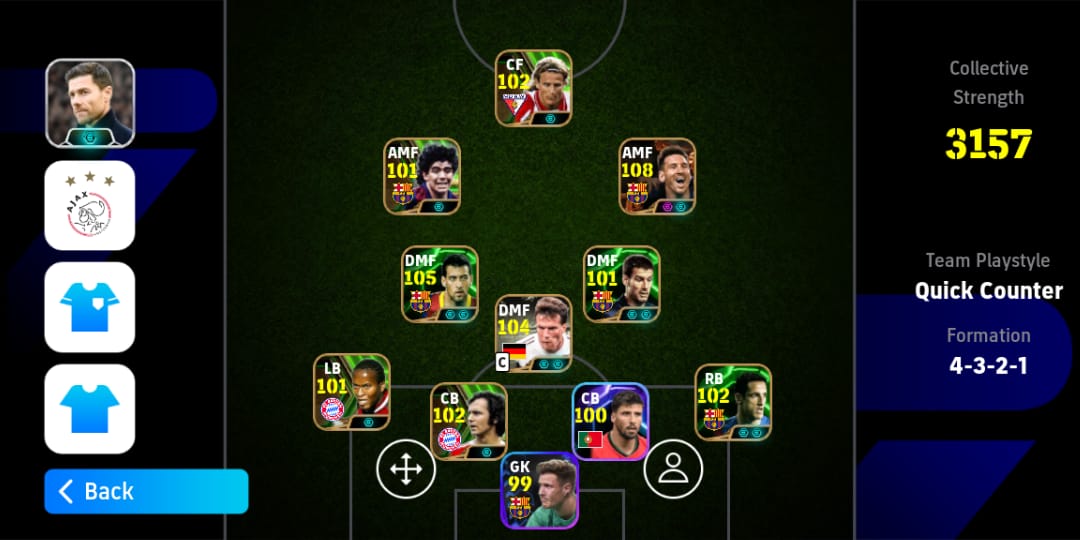 Collective
Strength
3157
Team Playstyle
Quick Counter
Formation
4-3-2-1
AJAX
Back
CF
102
AMF
101
AMF
108
DMF
105
DMF
101
DMF
104
C
LB
101
CB
102
CB
100
RB
102
GK
99